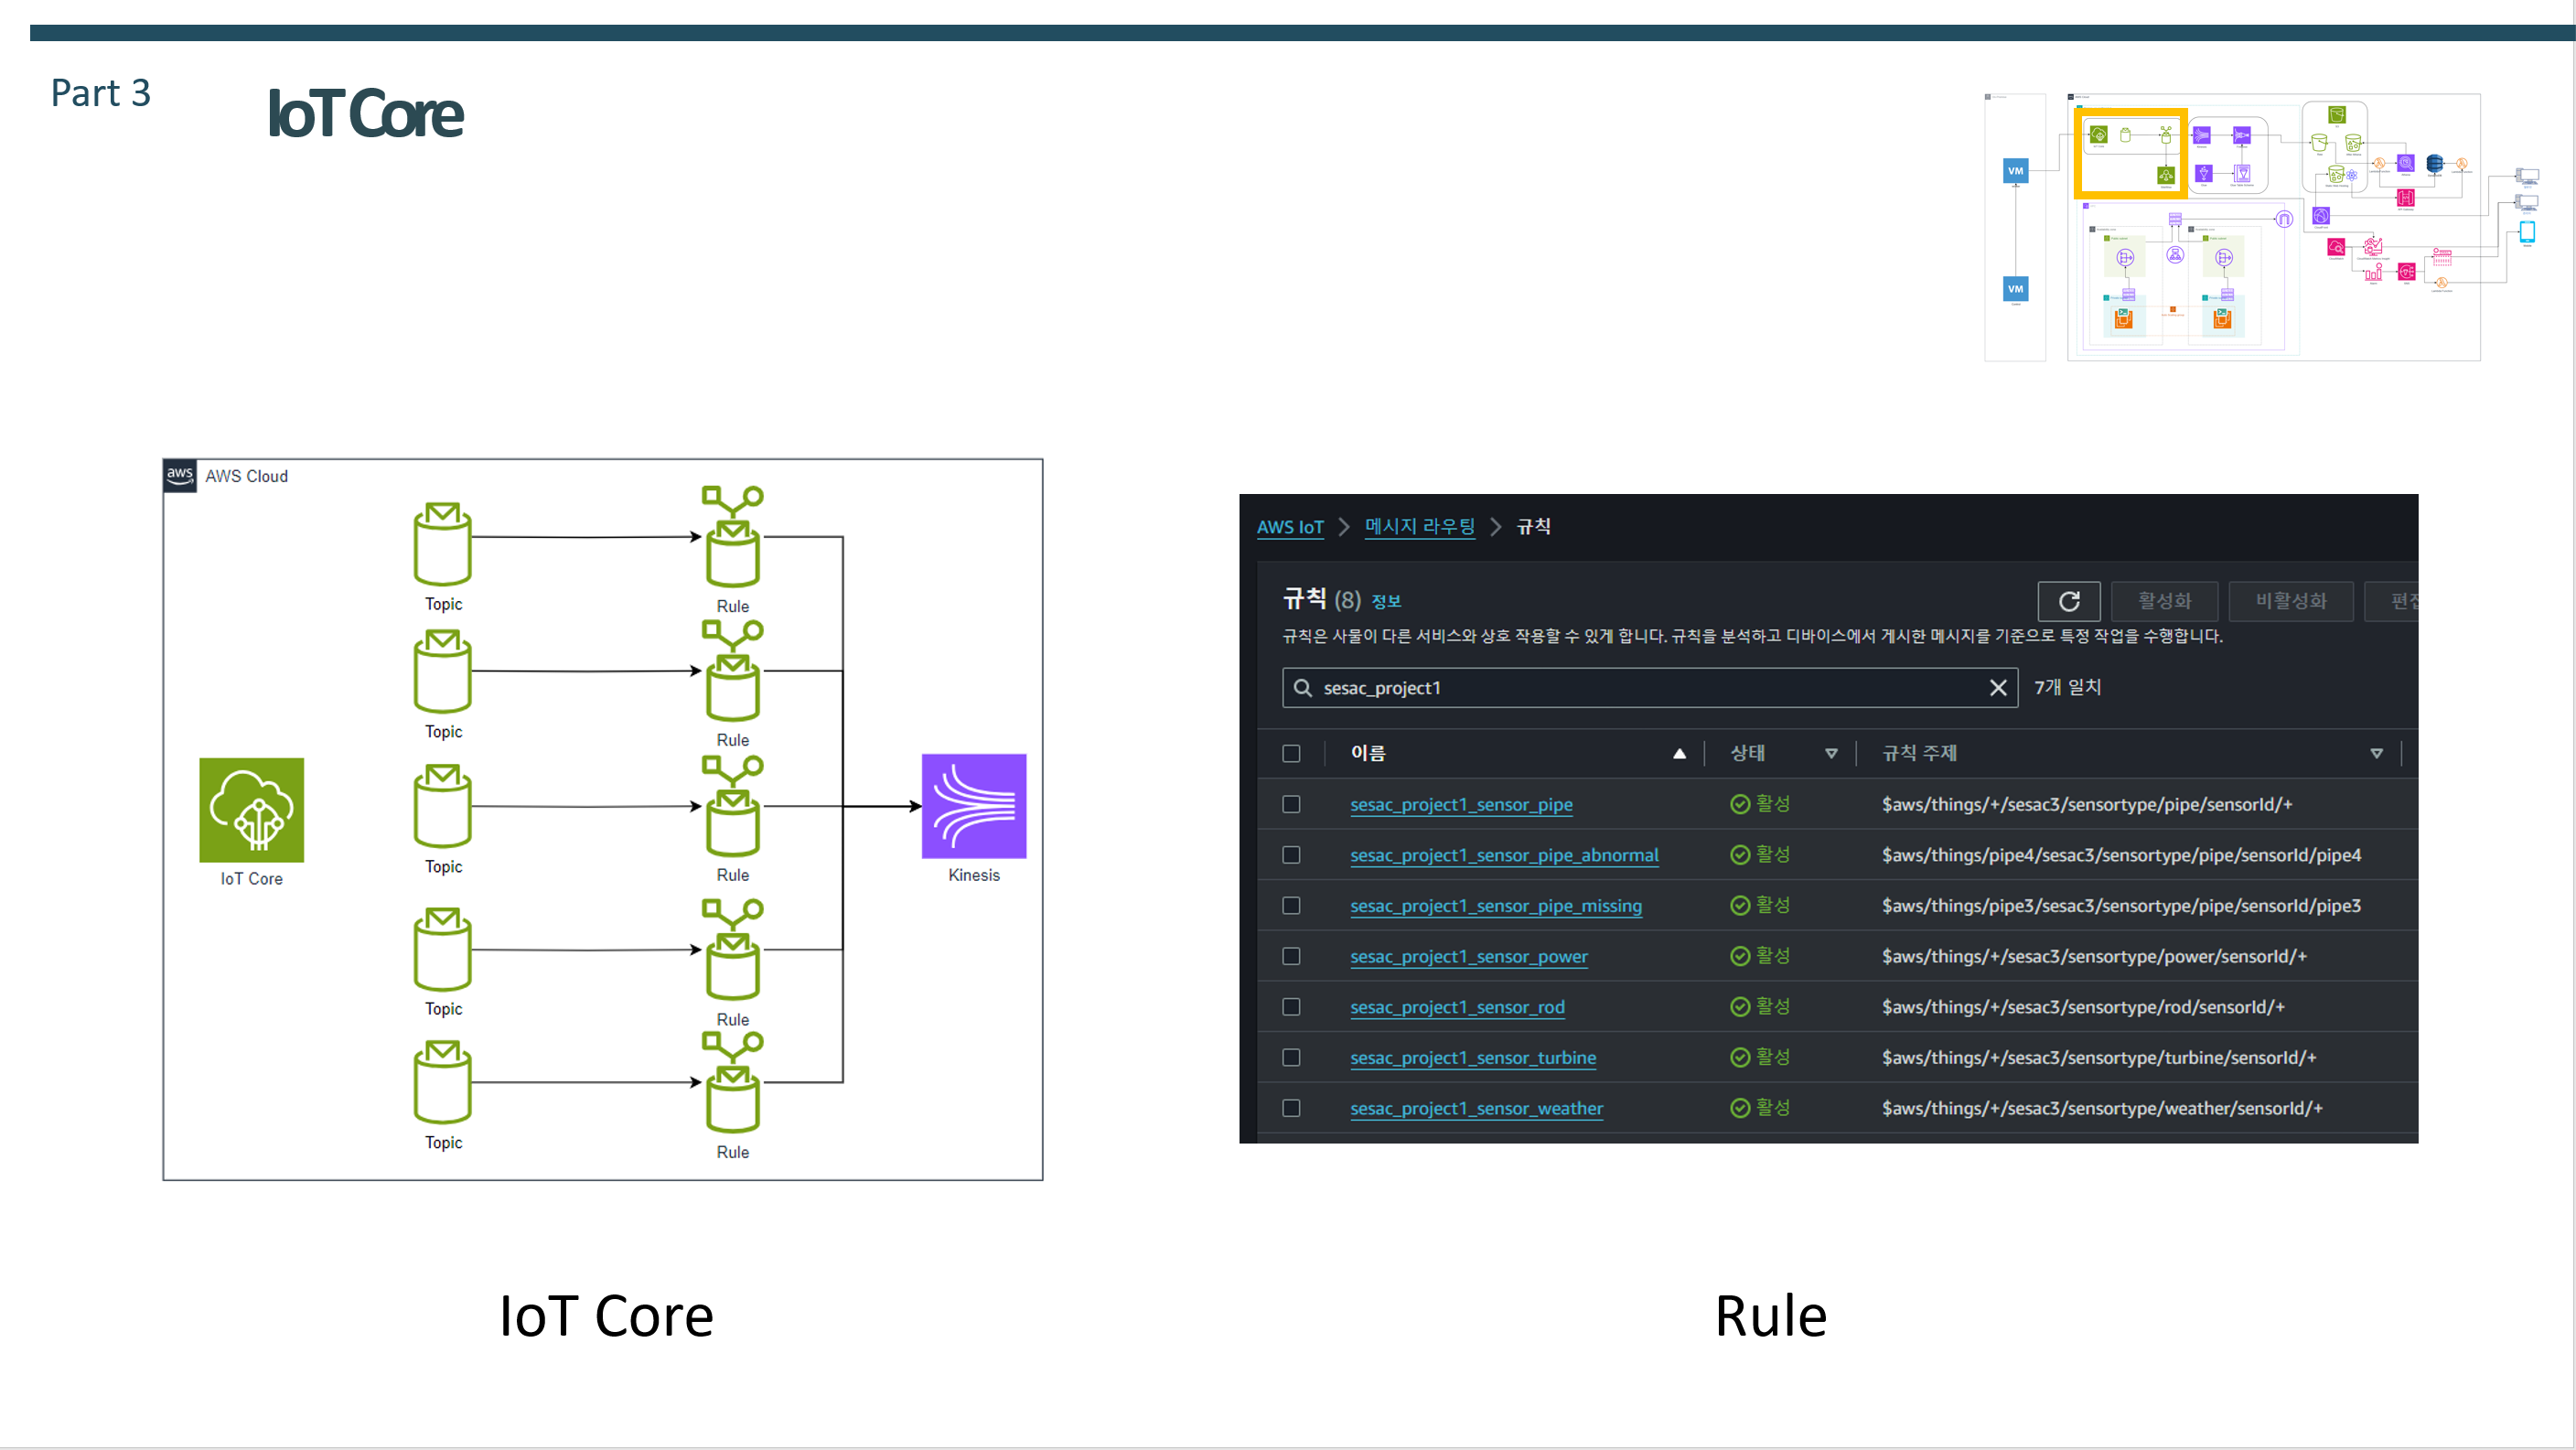 Part 3
IoT Core
VM
VM
aws
AWS Cloud
Topic
Rule
Topic
Rule
Topic
Rule
IoT Core
Kinesis
Topic
Rule
Topic
Rule
AWS IoT
메시지 라우팅
규칙
규칙 (8) 정보
활성화
비활성화
규칙은 사물이 다른 서비스와 상호 작용할 수 있게 합니다. 규칙을 분석하고 디바이스에서 게시한 메시지를 기준으로 특정 작업을 수행합니다.
sesac_project1
7개 일치
이름 상태 규칙 주제
sesac_project1_sensor_pipe 활성 $aws/things/+/sesac3/sensortype/pipe/sensorId/+
sesac_project1_sensor_pipe_abnormal 활성 $aws/things/pipe4/sesac3/sensortype/pipe/sensorId/pipe4
sesac_project1_sensor_pipe_missing 활성 $aws/things/pipe3/sesac3/sensortype/pipe/sensorId/pipe3
sesac_project1_sensor_power 활성 $aws/things/+/sesac3/sensortype/power/sensorId/+
sesac_project1_sensor_rod 활성 $aws/things/+/sesac3/sensortype/rod/sensorId/+
sesac_project1_sensor_turbine 활성 $aws/things/+/sesac3/sensortype/turbine/sensorId/+
sesac_project1_sensor_weather 활성 $aws/things/+/sesac3/sensortype/weather/sensorId/+
IoT Core
Rule